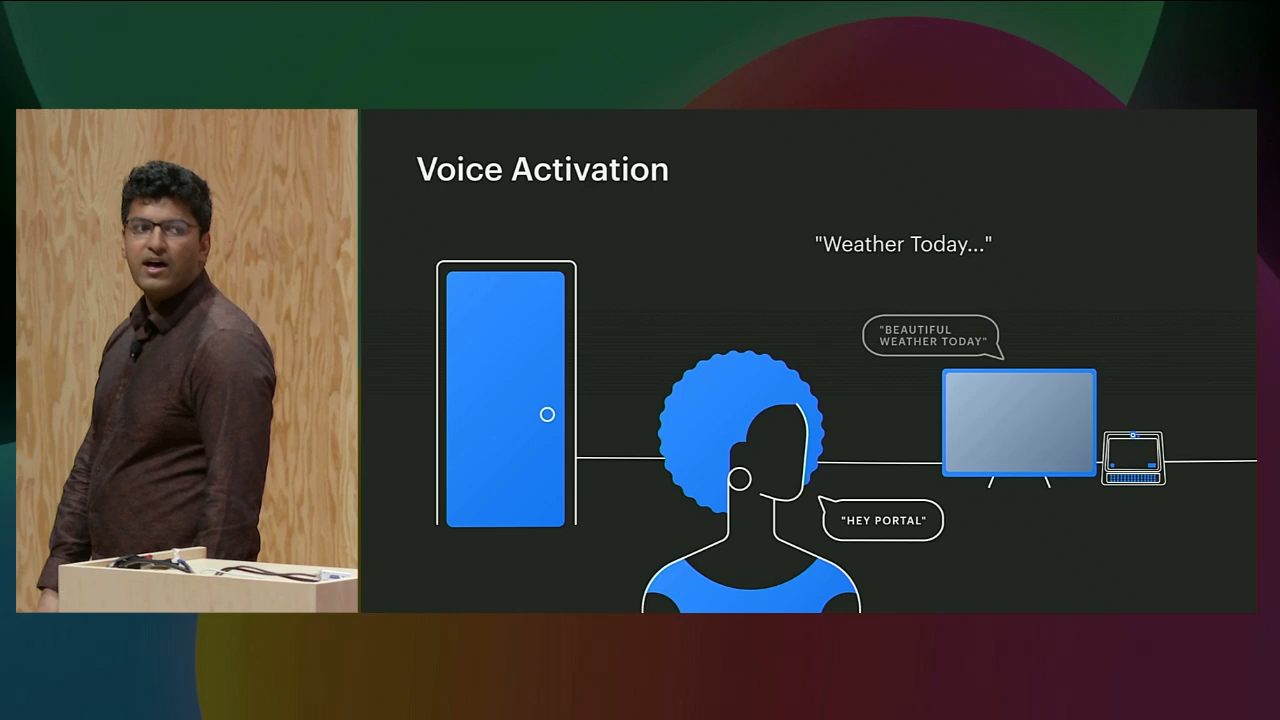 Voice Activation
"Weather Today..."
"BEAUTIFUL
WEATHER TODAY"
"HEY PORTAL"